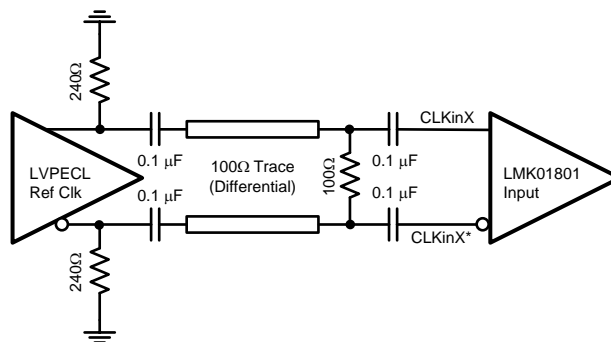 240Ω
CLKinX
0.1 μF
0.1 μF
LVPECL
Ref Clk
100Ω Trace
(Differential)
100Ω
LMK01801
Input
0.1 μF
0.1 μF
CLKinX*
240Ω